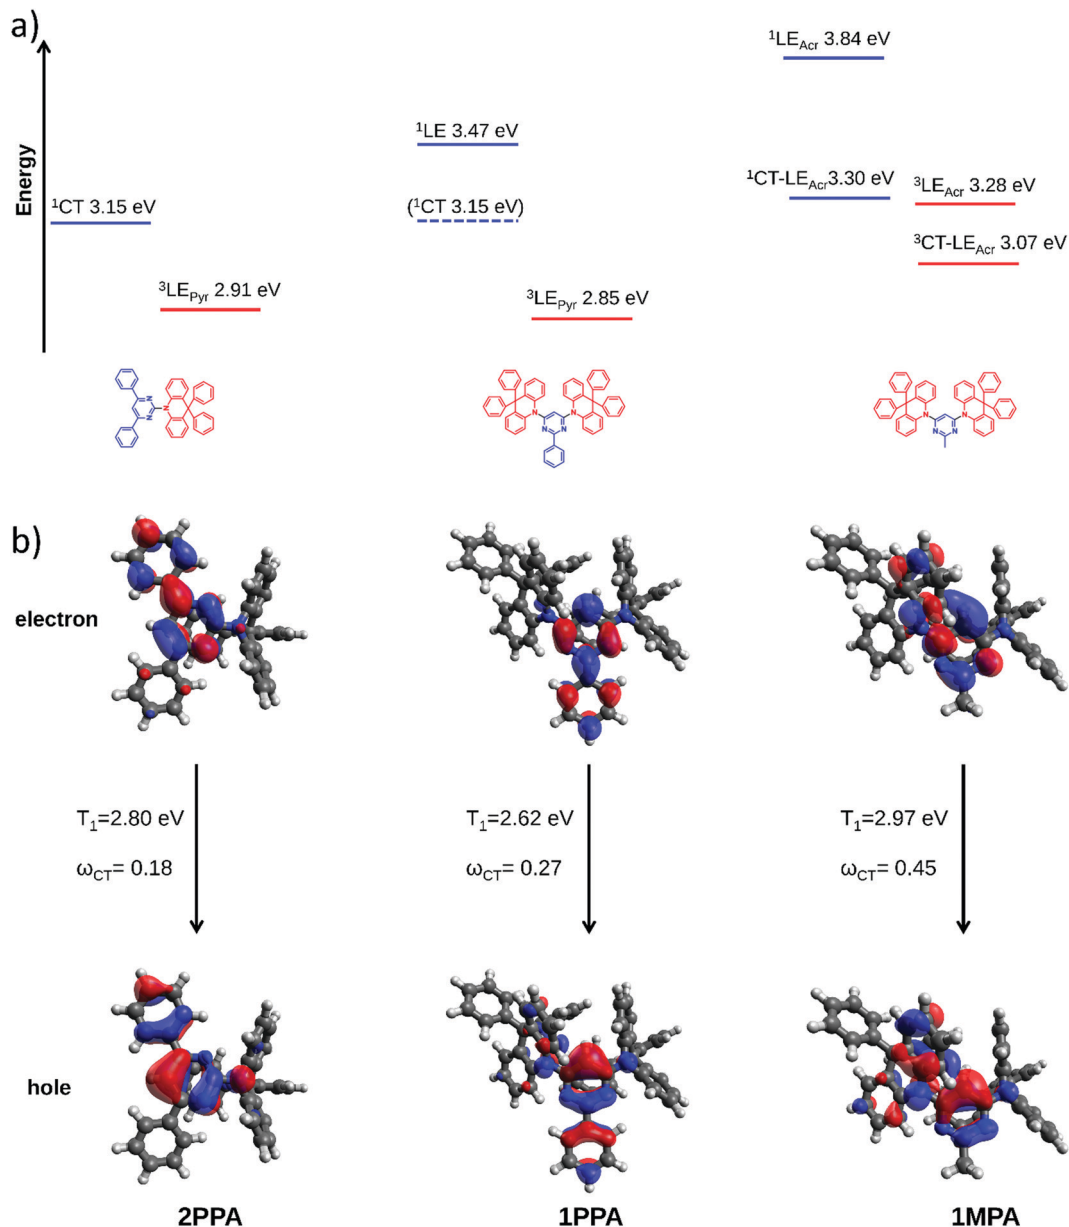 a)
Energy
¹CT 3.15 eV
³LE_Pyr 2.91 eV
¹LE 3.47 eV
(¹CT 3.15 eV)
³LE_Pyr 2.85 eV
¹LE_Acr 3.84 eV
¹CT-LE_Acr3.30 eV
³LE_Acr 3.28 eV
³CT-LE_Acr 3.07 eV
N
N
N
N
N
N
N
N
N
N
N
b)
electron
T₁=2.80 eV
ω_CT= 0.18
T₁=2.62 eV
ω_CT= 0.27
T₁=2.97 eV
ω_CT= 0.45
hole
2PPA
1PPA
1MPA